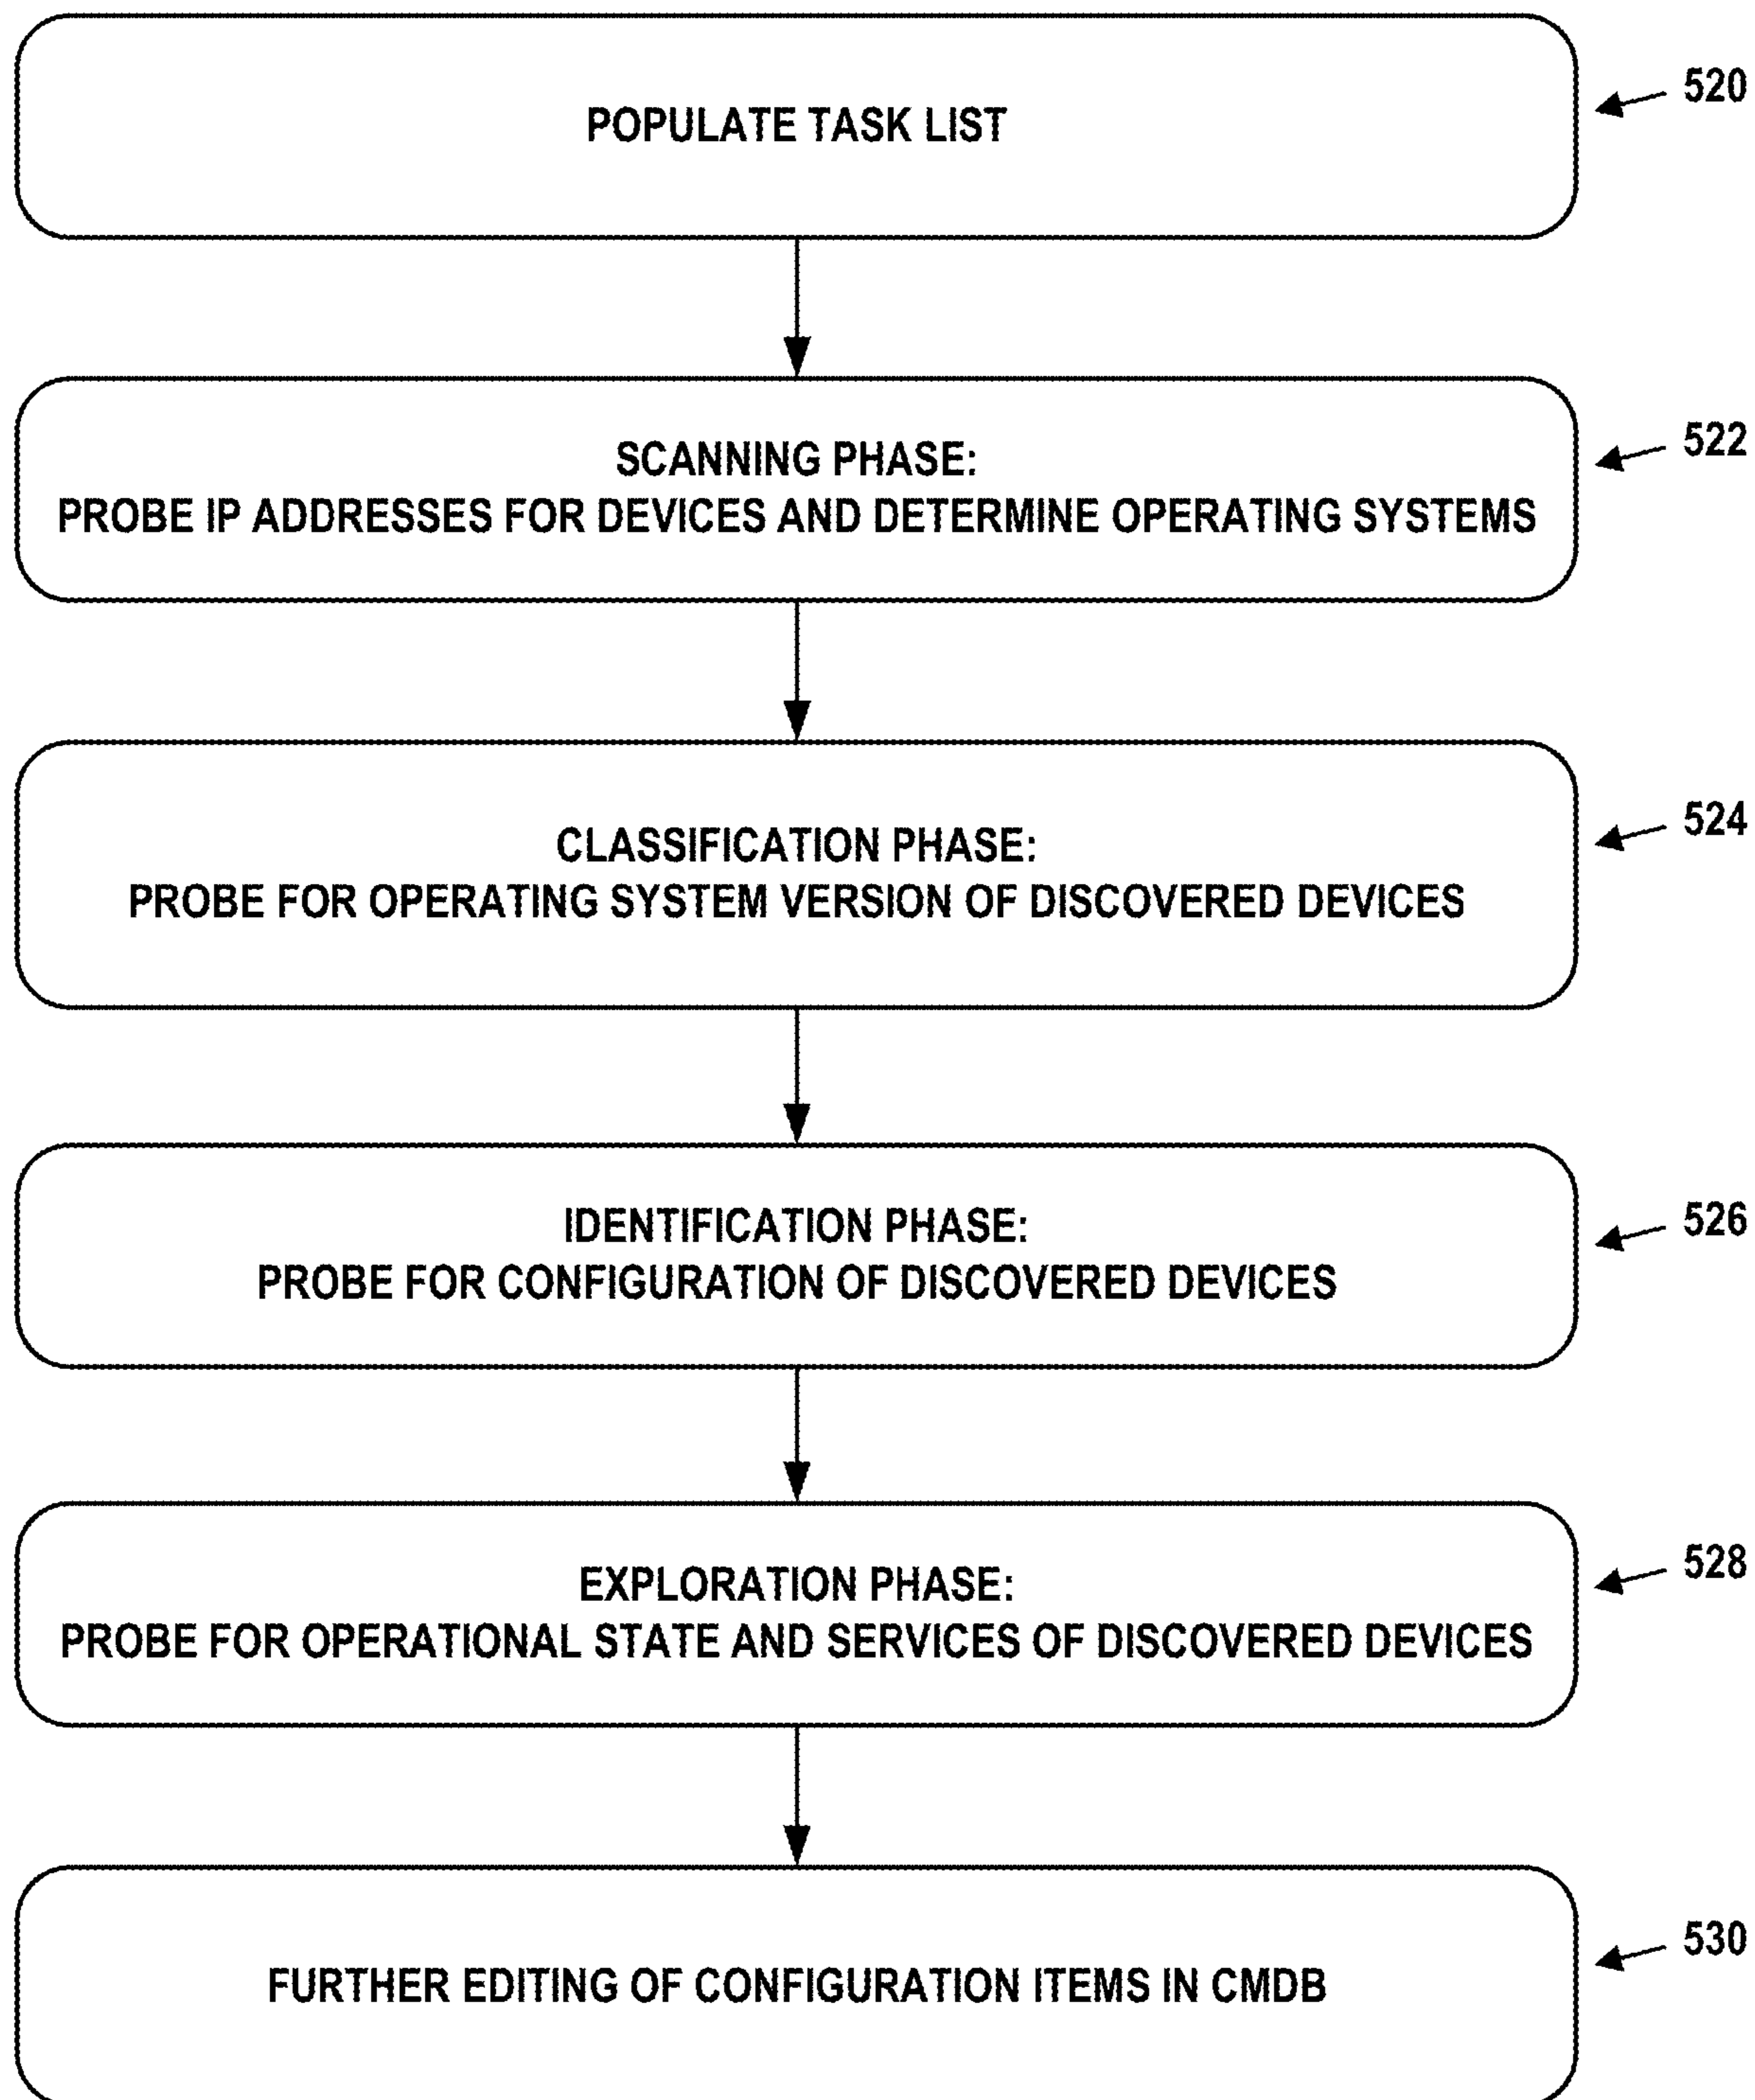 POPULATE TASK LIST
520
SCANNING PHASE:
PROBE IP ADDRESSES FOR DEVICES AND DETERMINE OPERATING SYSTEMS
522
CLASSIFICATION PHASE:
PROBE FOR OPERATING SYSTEM VERSION OF DISCOVERED DEVICES
524
IDENTIFICATION PHASE:
PROBE FOR CONFIGURATION OF DISCOVERED DEVICES
526
EXPLORATION PHASE:
PROBE FOR OPERATIONAL STATE AND SERVICES OF DISCOVERED DEVICES
528
FURTHER EDITING OF CONFIGURATION ITEMS IN CMDB
530